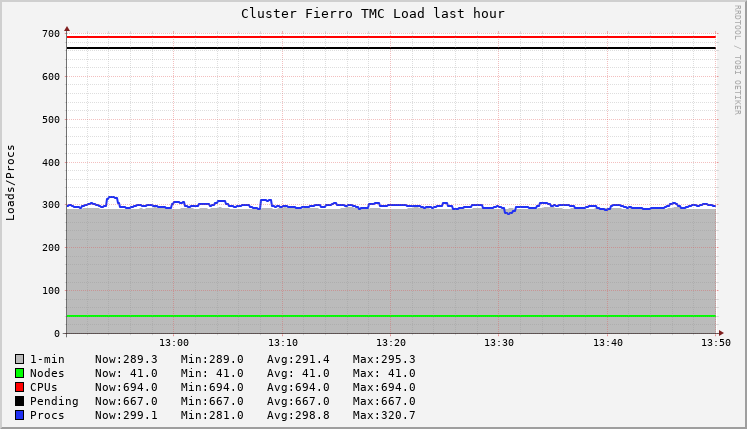 Cluster Fierro TMC Load last hour
RRDTOOL / TOBI OETIKER
Loads/Procs
700
600
500
400
300
200
100
0
13:00 13:10 13:20 13:30 13:40 13:50
1-min Now:289.3 Min:289.0 Avg:291.4 Max:295.3
Nodes Now: 41.0 Min: 41.0 Avg: 41.0 Max: 41.0
CPUs Now:694.0 Min:694.0 Avg:694.0 Max:694.0
Pending Now:667.0 Min:667.0 Avg:667.0 Max:667.0
Procs Now:299.1 Min:281.0 Avg:298.8 Max:320.7